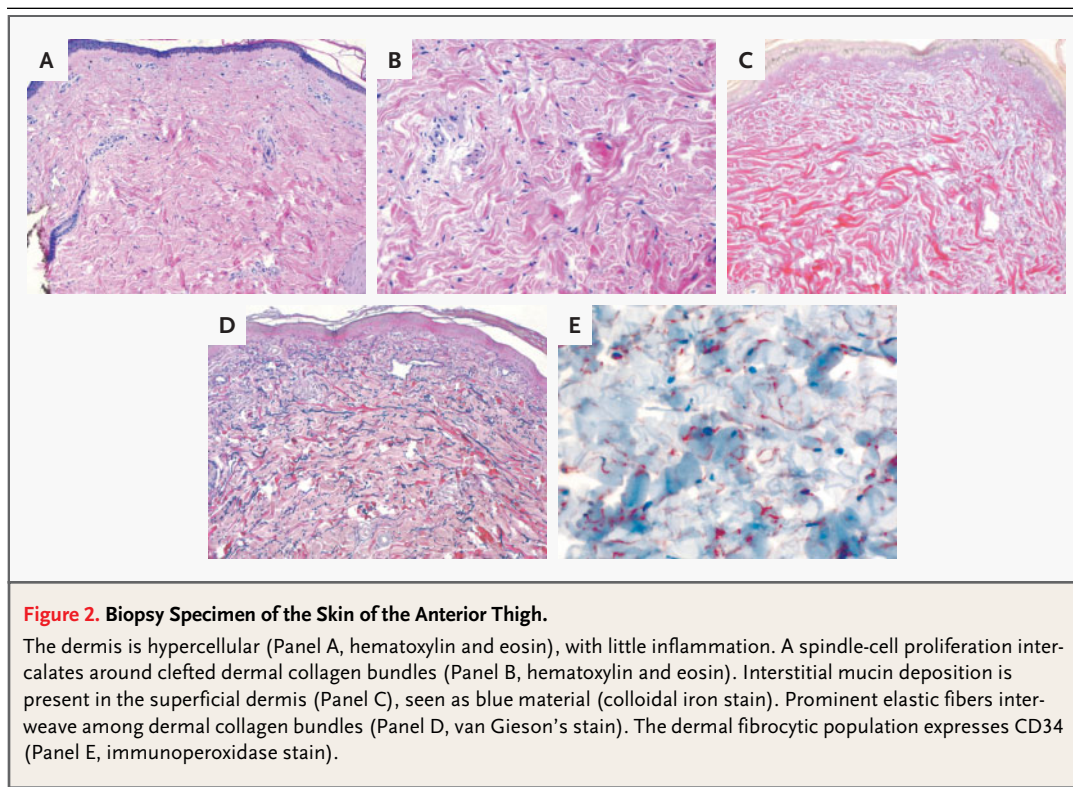 A
B
C
D
E
Figure 2. Biopsy Specimen of the Skin of the Anterior Thigh.
The dermis is hypercellular (Panel A, hematoxylin and eosin), with little inflammation. A spindle-cell proliferation inter-
calates around clefted dermal collagen bundles (Panel B, hematoxylin and eosin). Interstitial mucin deposition is
present in the superficial dermis (Panel C), seen as blue material (colloidal iron stain). Prominent elastic fibers inter-
weave among dermal collagen bundles (Panel D, van Gieson's stain). The dermal fibrocytic population expresses CD34
(Panel E, immunoperoxidase stain).